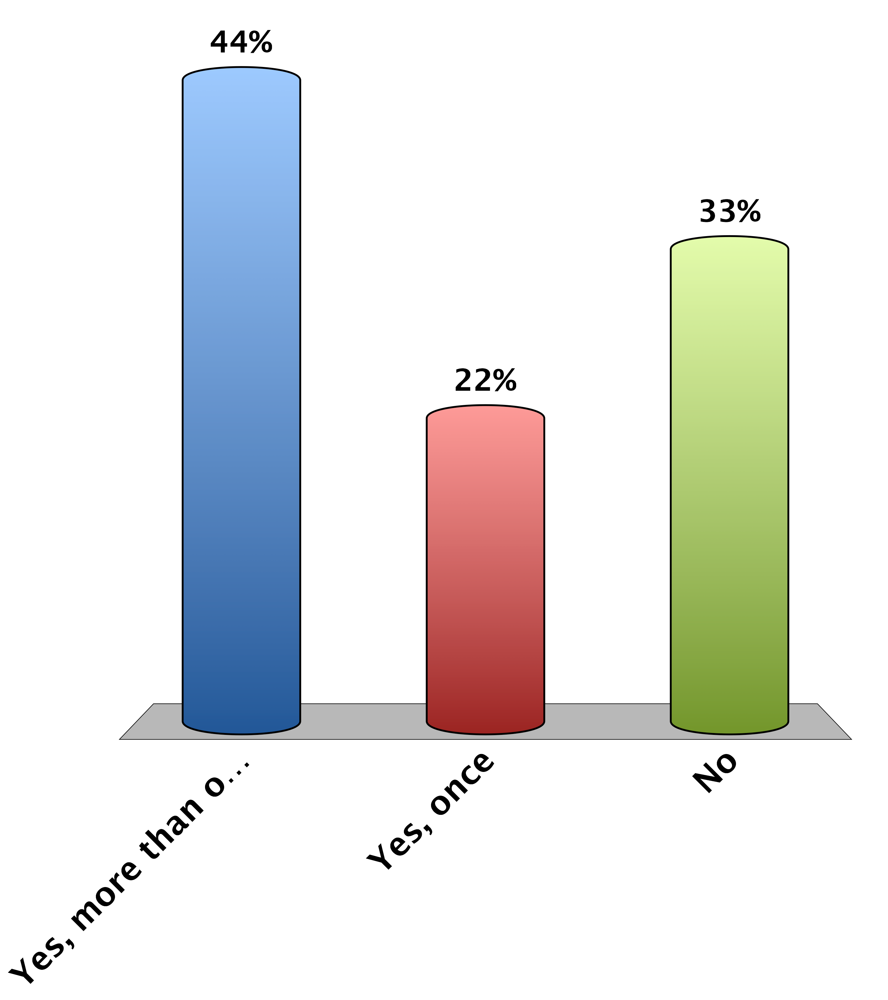 44%
22%
33%
Yes, more than o...
Yes, once
No